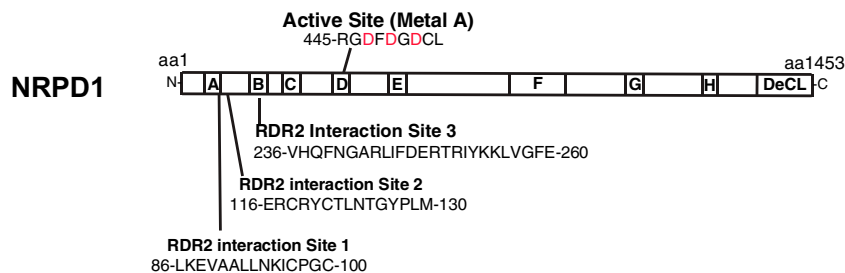 Active Site (Metal A)
445-RGDFDGDCL
aa1
aa1453
NRPD1
N- A B C D E F G H DeCL -C
RDR2 Interaction Site 3
236-VHQFNGARLIFDERTRIYKKLVGFE-260
RDR2 interaction Site 2
116-ERCRYCTLNTGYPLM-130
RDR2 interaction Site 1
86-LKEVAALLNKICPGC-100